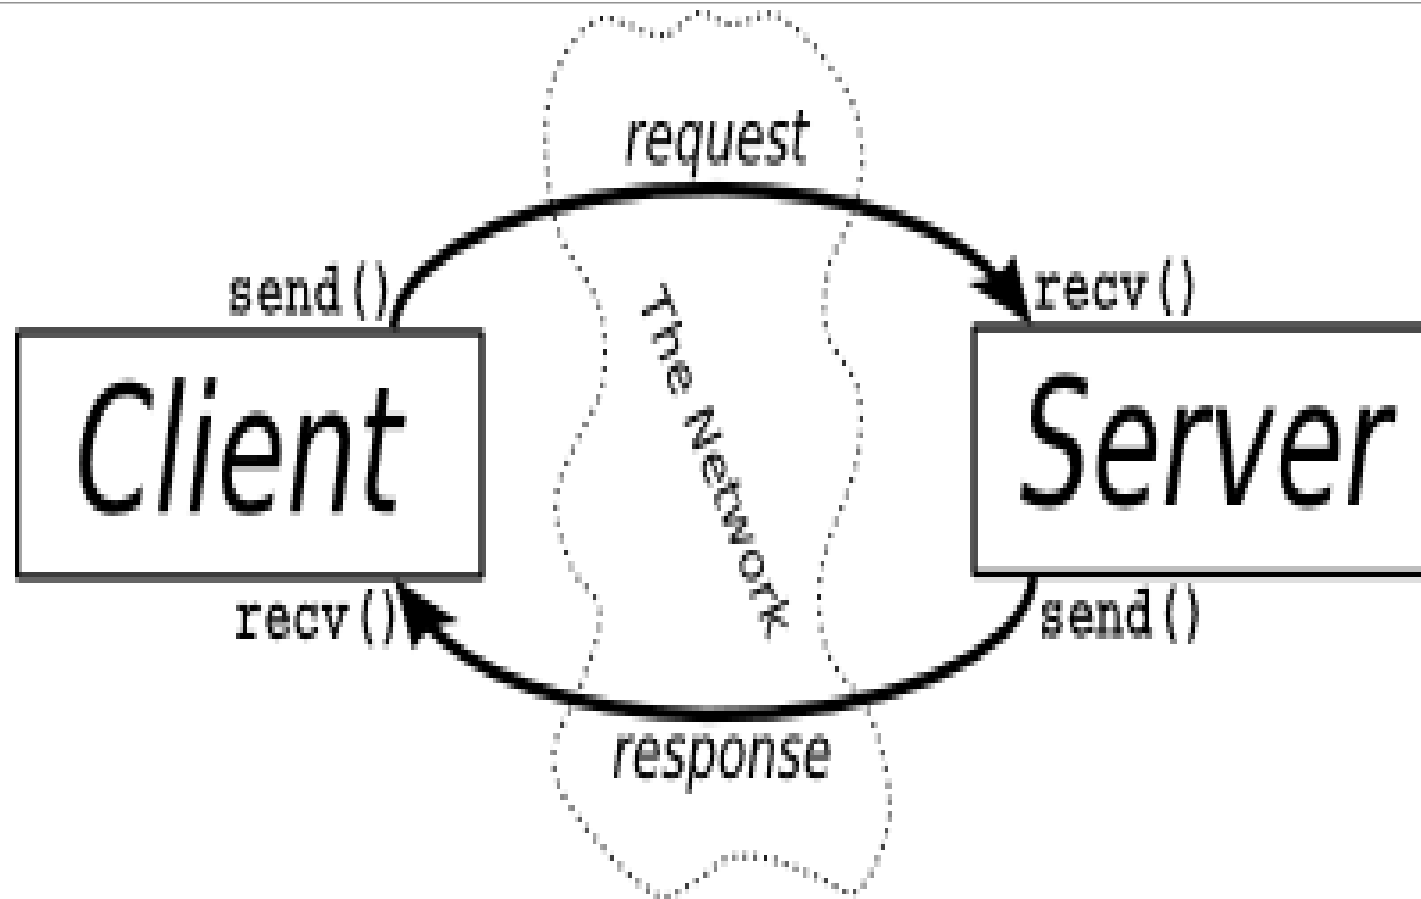 request
send()
recv()
Client
The Network
Server
recv()
send()
response